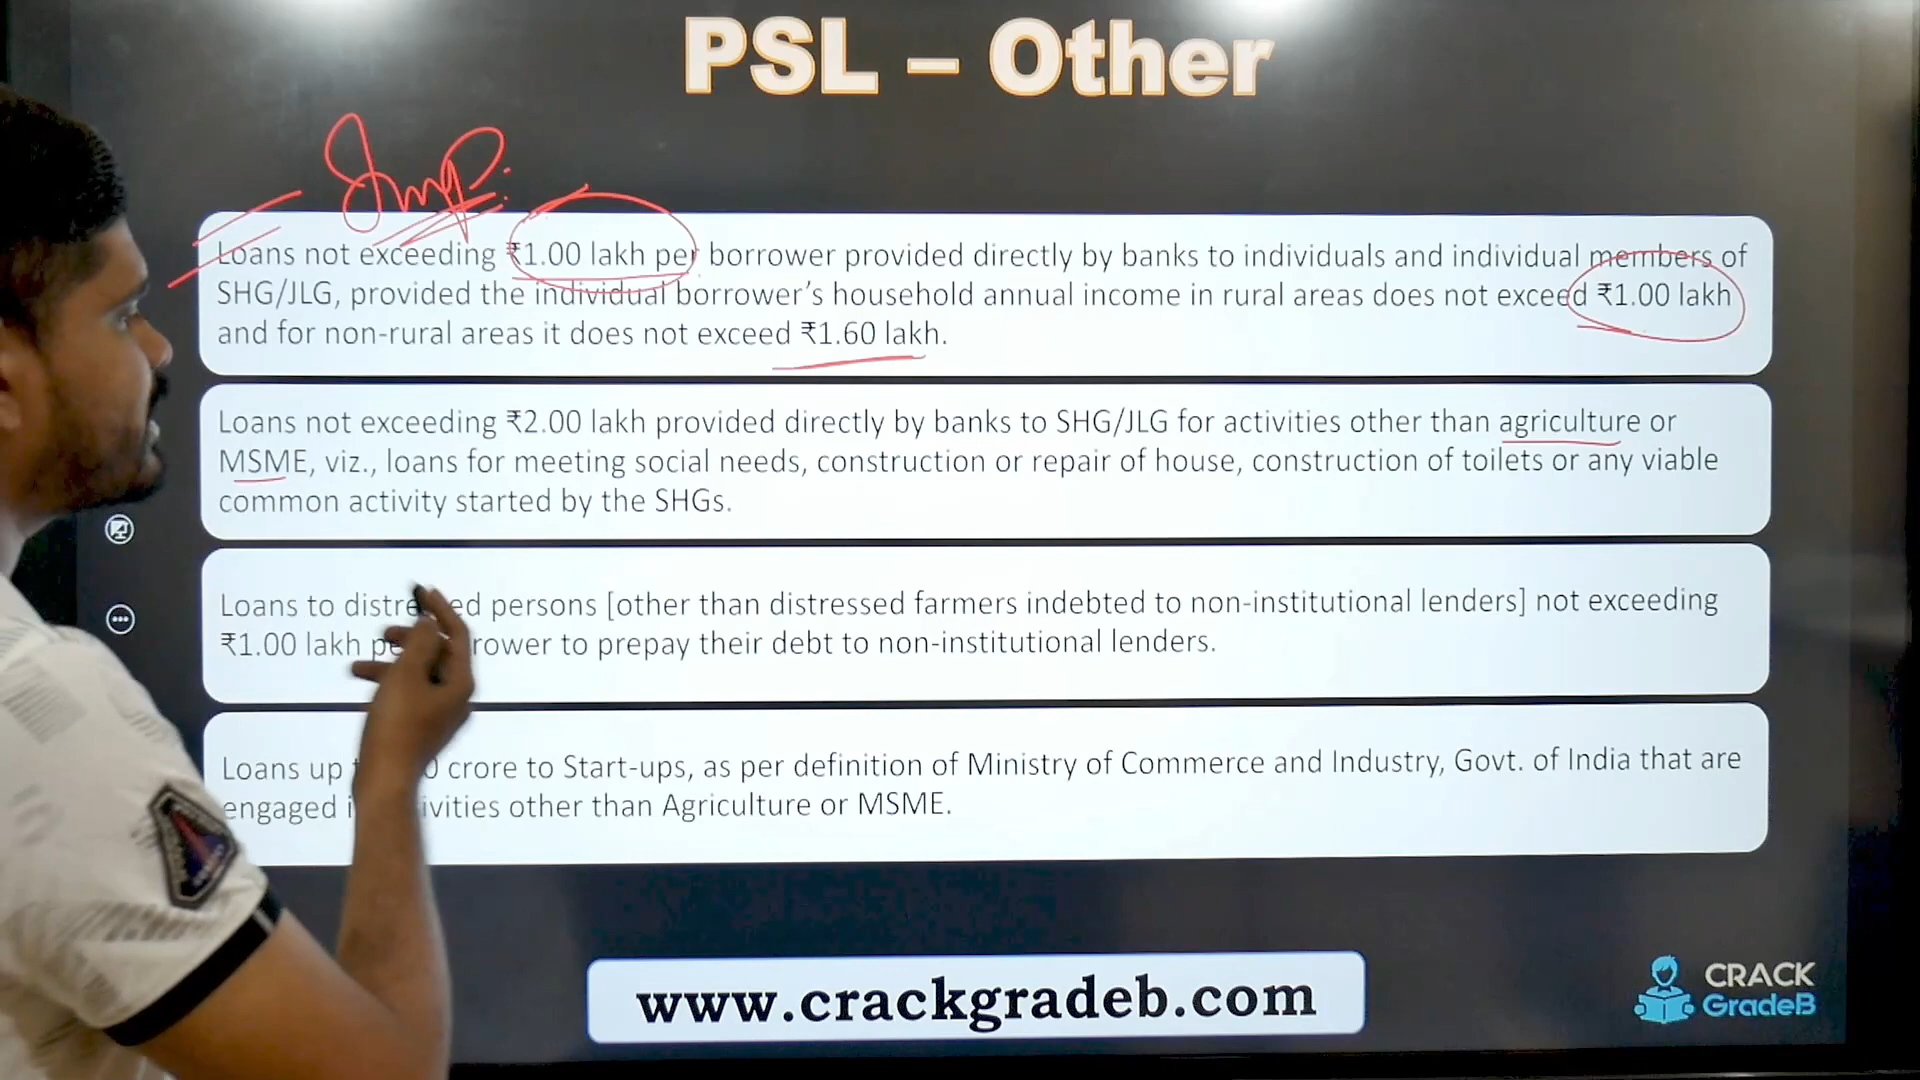 PSL – Other
Imp:
Loans not exceeding ₹1.00 lakh per borrower provided directly by banks to individuals and individual members of
SHG/JLG, provided the individual borrower's household annual income in rural areas does not exceed ₹1.00 lakh
and for non-rural areas it does not exceed ₹1.60 lakh.
Loans not exceeding ₹2.00 lakh provided directly by banks to SHG/JLG for activities other than agriculture or
MSME, viz., loans for meeting social needs, construction or repair of house, construction of toilets or any viable
common activity started by the SHGs.
Loans to persons [other than distressed farmers indebted to non-institutional lenders] not exceeding
₹1.00 lakh to prepay their debt to non-institutional lenders.
Loans up crore to Start-ups, as per definition of Ministry of Commerce and Industry, Govt. of India that are
engaged other than Agriculture or MSME.
www.crackgradeb.com
CRACK
GradeB